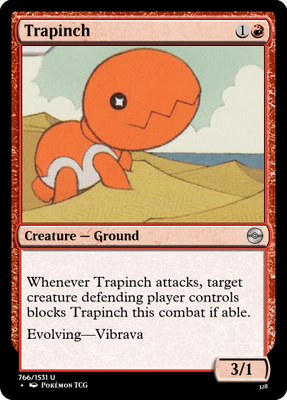 Trapinch
1
Creature — Ground
Whenever Trapinch attacks, target
creature defending player controls
blocks Trapinch this combat if able.
Evolving—Vibrava
3/1
766/1531 U
• Pokémon TCG
328